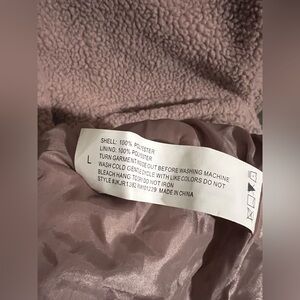 SHELL: 100% POLYESTER
LINING: 100% POLYESTER
TURN GARMENT INSIDE OUT BEFORE WASHING MACHINE
WASH COLD GENTLE CYCLE WITH LIKE COLORS DO NOT
BLEACH HANG TO DRY DO NOT IRON
STYLE MADE IN CHINA
L